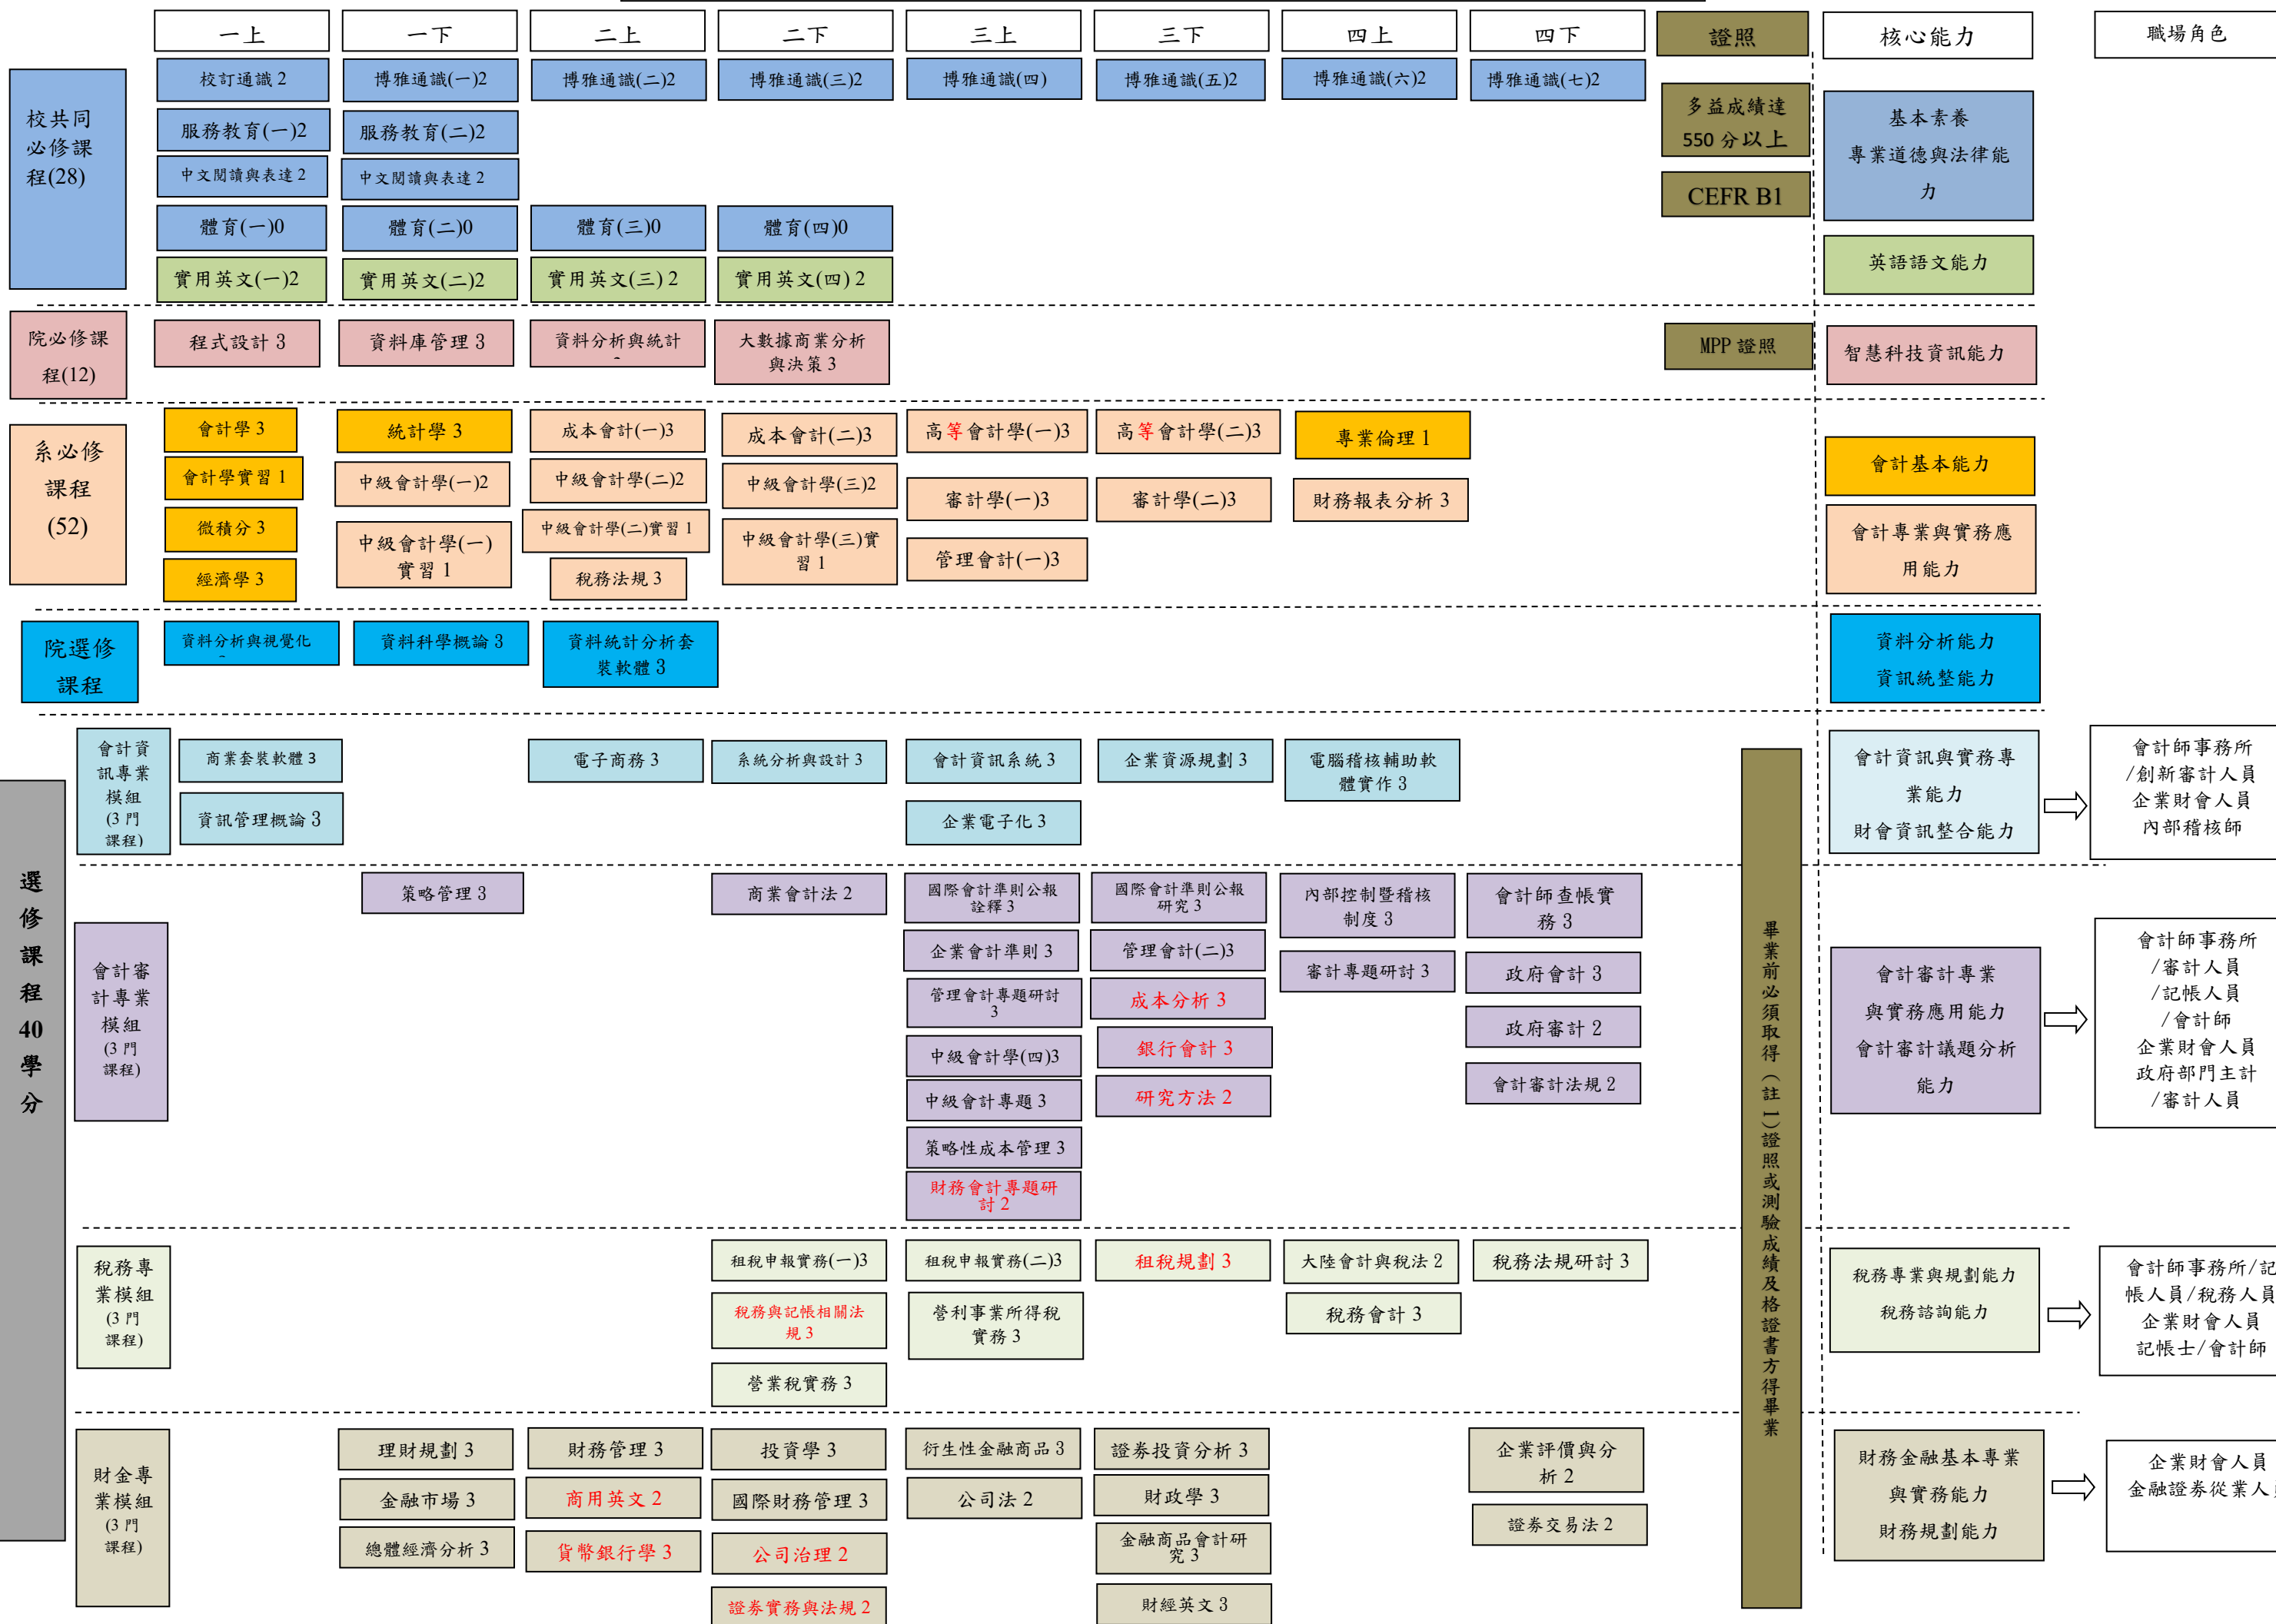 一上
一下
二上
二下
三上
三下
四上
四下
證照
核心能力
職場角色
校共同
必修課
程(28)
校訂通識 2
博雅通識(一)2
博雅通識(二)2
博雅通識(三)2
博雅通識(四)
博雅通識(五)2
博雅通識(六)2
博雅通識(七)2
服務教育(一)2
服務教育(二)2
中文閱讀與表達 2
中文閱讀與表達 2
體育(一)0
體育(二)0
體育(三)0
體育(四)0
實用英文(一)2
實用英文(二)2
實用英文(三) 2
實用英文(四) 2
多益成績達
550 分以上
CEFR B1
基本素養
專業道德與法律能
力
英語語文能力
院必修課
程(12)
程式設計 3
資料庫管理 3
資料分析與統計
大數據商業分析
與決策 3
MPP 證照
智慧科技資訊能力
系必修
課程
(52)
會計學 3
統計學 3
成本會計(一)3
成本會計(二)3
高等會計學(一)3
高等會計學(二)3
專業倫理 1
會計學實習 1
中級會計學(一)2
中級會計學(二)2
中級會計學(三)2
審計學(一)3
審計學(二)3
財務報表分析 3
微積分 3
中級會計學(一)
實習 1
中級會計學(二)實習 1
中級會計學(三)實
習 1
管理會計(一)3
經濟學 3
稅務法規 3
會計基本能力
會計專業與實務應
用能力
院選修
課程
資料分析與視覺化
資料科學概論 3
資料統計分析套
裝軟體 3
資料分析能力
資訊統整能力
選修課程40學分
會計資
訊專業
模組
(3 門
課程)
商業套裝軟體 3
電子商務 3
系統分析與設計 3
會計資訊系統 3
企業資源規劃 3
電腦稽核輔助軟
體實作 3
資訊管理概論 3
企業電子化 3
會計資訊與實務專
業能力
財會資訊整合能力
會計師事務所
/創新審計人員
企業財會人員
內部稽核師
畢業前必須取得（註 1）證照或測驗成績及格證書方得畢業
會計審
計專業
模組
(3 門
課程)
策略管理 3
商業會計法 2
國際會計準則公報
詮釋 3
國際會計準則公報
研究 3
內部控制暨稽核
制度 3
會計師查帳實
務 3
企業會計準則 3
管理會計(二)3
審計專題研討 3
政府會計 3
管理會計專題研討
3
成本分析 3
政府審計 2
中級會計學(四)3
銀行會計 3
會計審計法規 2
中級會計專題 3
研究方法 2
策略性成本管理 3
財務會計專題研
討 2
會計審計專業
與實務應用能力
會計審計議題分析
能力
會計師事務所
/審計人員
/記帳人員
/會計師
企業財會人員
政府部門主計
/審計人員
稅務專
業模組
(3 門
課程)
租稅申報實務(一)3
租稅申報實務(二)3
租稅規劃 3
大陸會計與稅法 2
稅務法規研討 3
稅務與記帳相關法
規 3
營利事業所得稅
實務 3
稅務會計 3
營業稅實務 3
稅務專業與規劃能力
稅務諮詢能力
會計師事務所/記
帳人員/稅務人員
企業財會人員
記帳士/會計師
財金專
業模組
(3 門
課程)
理財規劃 3
財務管理 3
投資學 3
衍生性金融商品 3
證券投資分析 3
企業評價與分
析 2
金融市場 3
商用英文 2
國際財務管理 3
公司法 2
財政學 3
證券交易法 2
總體經濟分析 3
貨幣銀行學 3
公司治理 2
金融商品會計研
究 3
證券實務與法規 2
財經英文 3
財務金融基本專業
與實務能力
財務規劃能力
企業財會人員
金融證券從業人員